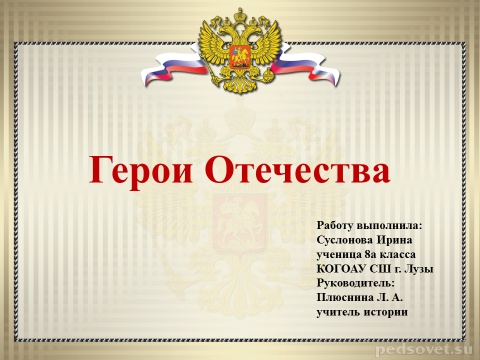 Герои Отечества
Работу выполнила:
Суслонова Ирина
ученица 8а класса
КОГОАУ СШ г. Лузы
Руководитель:
Плюснина Л. А.
учитель истории
pedsovet.su